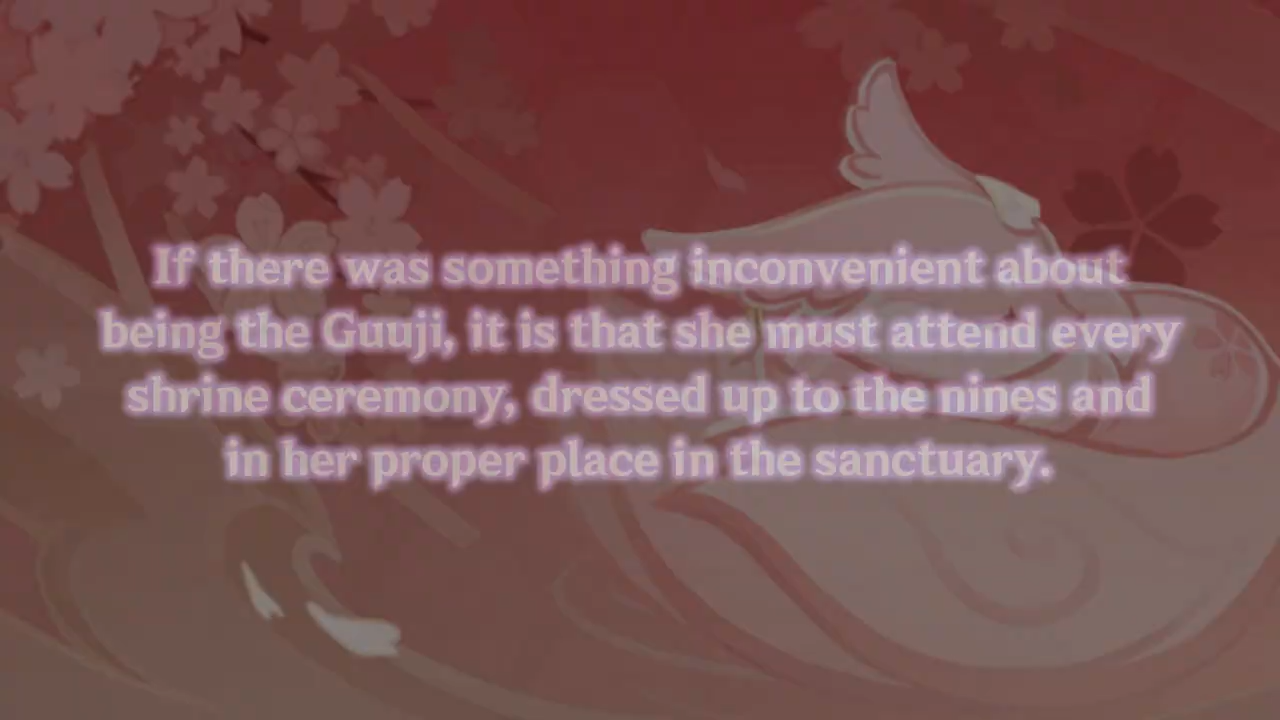 If there was something inconvenient about
being the Guuji, it is that she must attend every
shrine ceremony, dressed up to the nines and
in her proper place in the sanctuary.